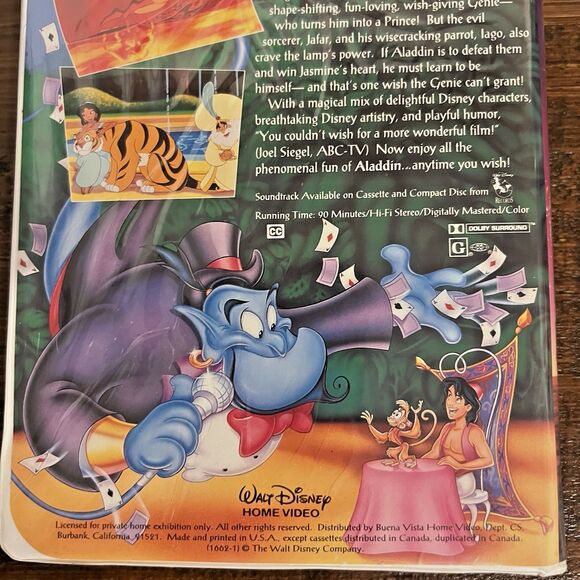 shape-shifting, fun-loving, wish-giving Genie—
who turns him into a Prince! But the evil
sorcerer, Jafar, and his wisecracking parrot, Iago, also
crave the lamp's power. If Aladdin is to defeat them
and win Jasmine's heart, he must learn to be
himself— and that's one wish the Genie can't grant!
With a magical mix of delightful Disney characters,
breathtaking Disney artistry, and playful humor,
"You couldn't wish for a more wonderful film!"
(Joel Siegel, ABC-TV) Now enjoy all the
phenomenal fun of Aladdin...anytime you wish!
Soundtrack Available on Cassette and Compact Disc from
Walt Disney
Records
Running Time: 90 Minutes/Hi-Fi Stereo/Digitally Mastered/Color
CC
DOLBY SURROUND
G
Walt Disney
HOME VIDEO
Licensed for private home exhibition only. All other rights reserved. Distributed by Buena Vista Home Video, Dept. CS,
Burbank, California 91521. Made and printed in U.S.A., except cassettes distributed in Canada, duplicated in Canada.
(1662-1) © The Walt Disney Company.